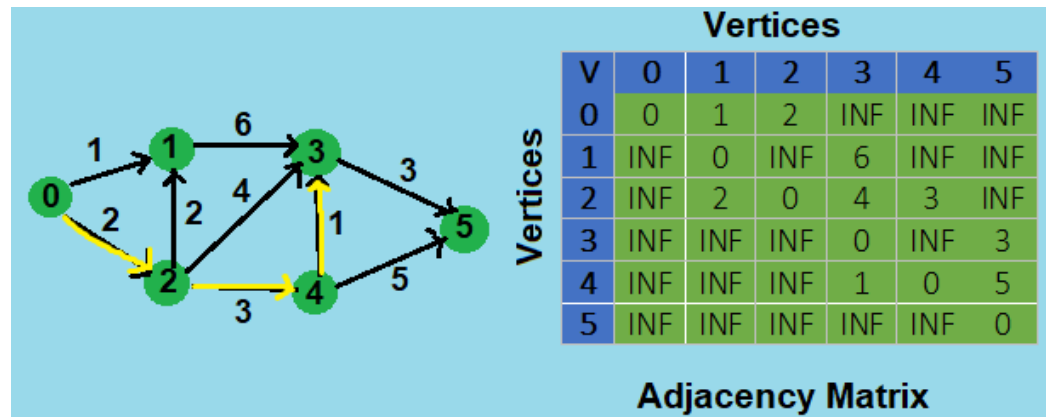 Vertices
V 0 1 2 3 4 5
0 0 1 2 INF INF INF
1 INF 0 INF 6 INF INF
2 INF 2 0 4 3 INF
3 INF INF INF 0 INF 3
4 INF INF INF 1 0 5
5 INF INF INF INF INF 0
Vertices
Adjacency Matrix
6
1 1 3
3
0 2 2 4 1 5
2 4 5
3